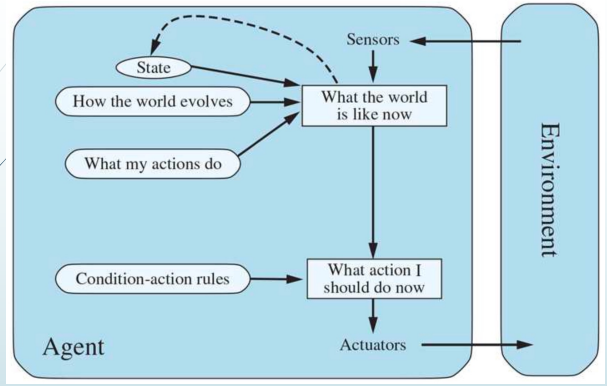 Sensors
State
How the world evolves
What the world
is like now
What my actions do
Environment
Condition-action rules
What action I
should do now
Agent
Actuators